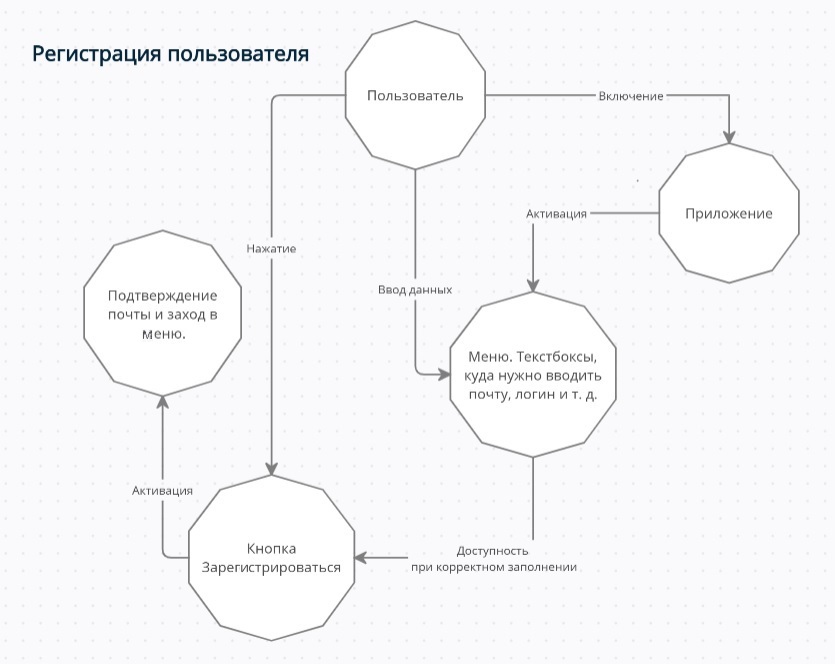 Регистрация пользователя
Пользователь
Включение
Приложение
Активация
Нажатие
Ввод данных
Подтверждение
почты и заход в
меню.
Меню. Текстбоксы,
куда нужно вводить
почту, логин и т. д.
Активация
Кнопка
Зарегистрироваться
Доступность
при корректном заполнении